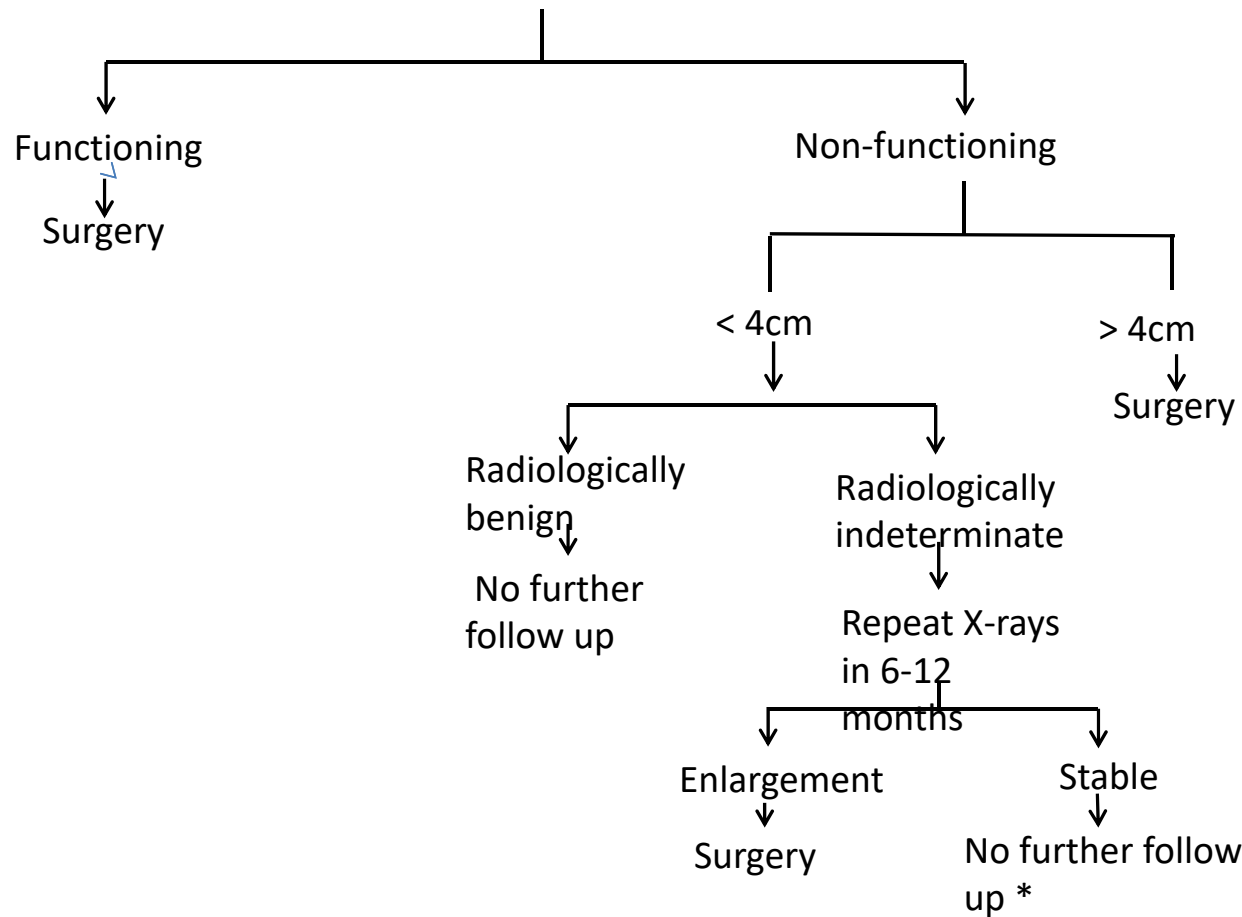 Functioning
Non-functioning
Surgery
< 4cm
> 4cm
Surgery
Radiologically
benign
Radiologically
indeterminate
No further
follow up
Repeat X-rays
in 6-12
months
Enlargement
Stable
Surgery
No further follow
up *